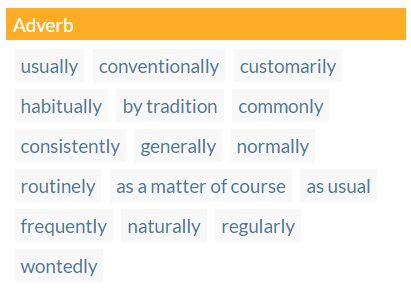 Adverb
usually conventionally customarily
habitually by tradition commonly
consistently generally normally
routinely as a matter of course as usual
frequently naturally regularly
wontedly